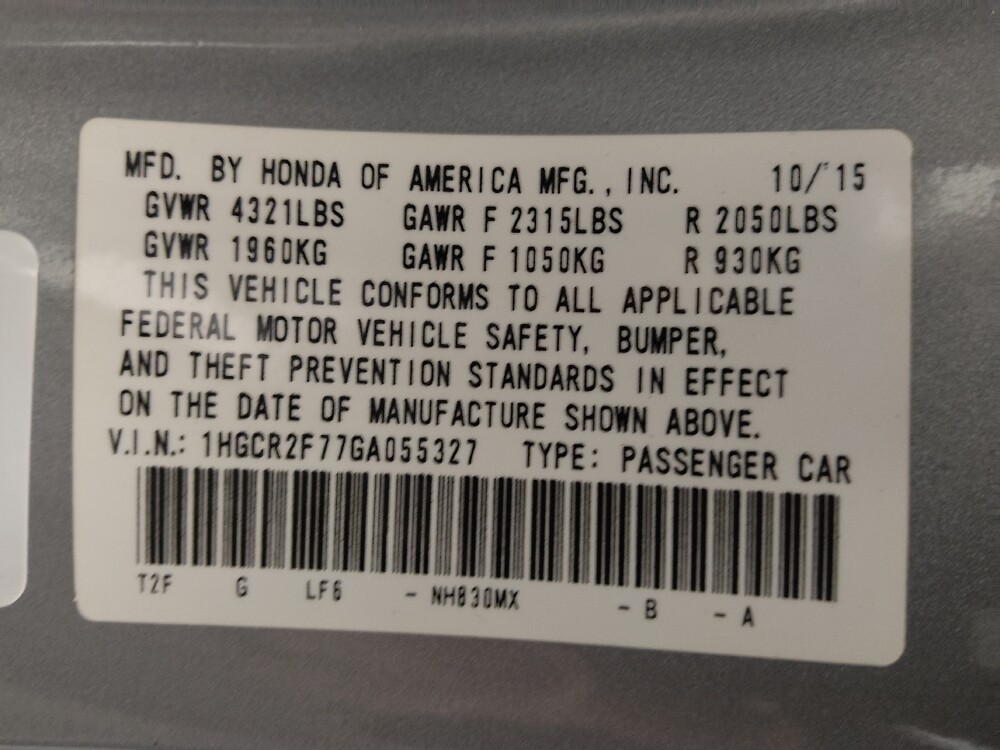 MFD. BY HONDA OF AMERICA MFG., INC. 10/15
GVWR 4321LBS GAWR F 2315LBS R 2050LBS
GVWR 1960KG GAWR F 1050KG R 930KG
THIS VEHICLE CONFORMS TO ALL APPLICABLE
FEDERAL MOTOR VEHICLE SAFETY, BUMPER,
AND THEFT PREVENTION STANDARDS IN EFFECT
ON THE DATE OF MANUFACTURE SHOWN ABOVE.
V.I.N.: 1HGCR2F77GA055327 TYPE: PASSENGER CAR
T2F G LF6 - NH830MX - B - A